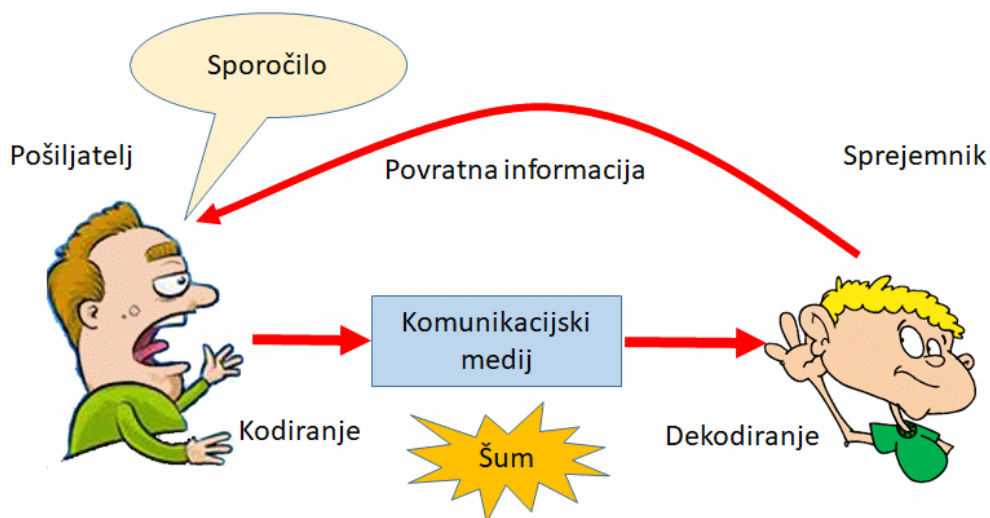 Sporočilo
Pošiljatelj
Povratna informacija
Sprejemnik
Komunikacijski
medij
Kodiranje
Šum
Dekodiranje